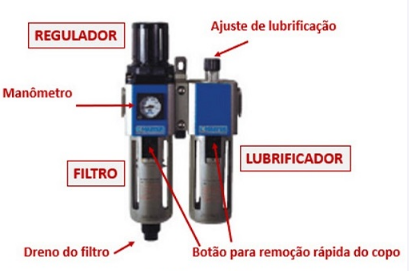 REGULADOR
Ajuste de lubrificação
Manômetro
FILTRO
LUBRIFICADOR
Dreno do filtro
Botão para remoção rápida do copo